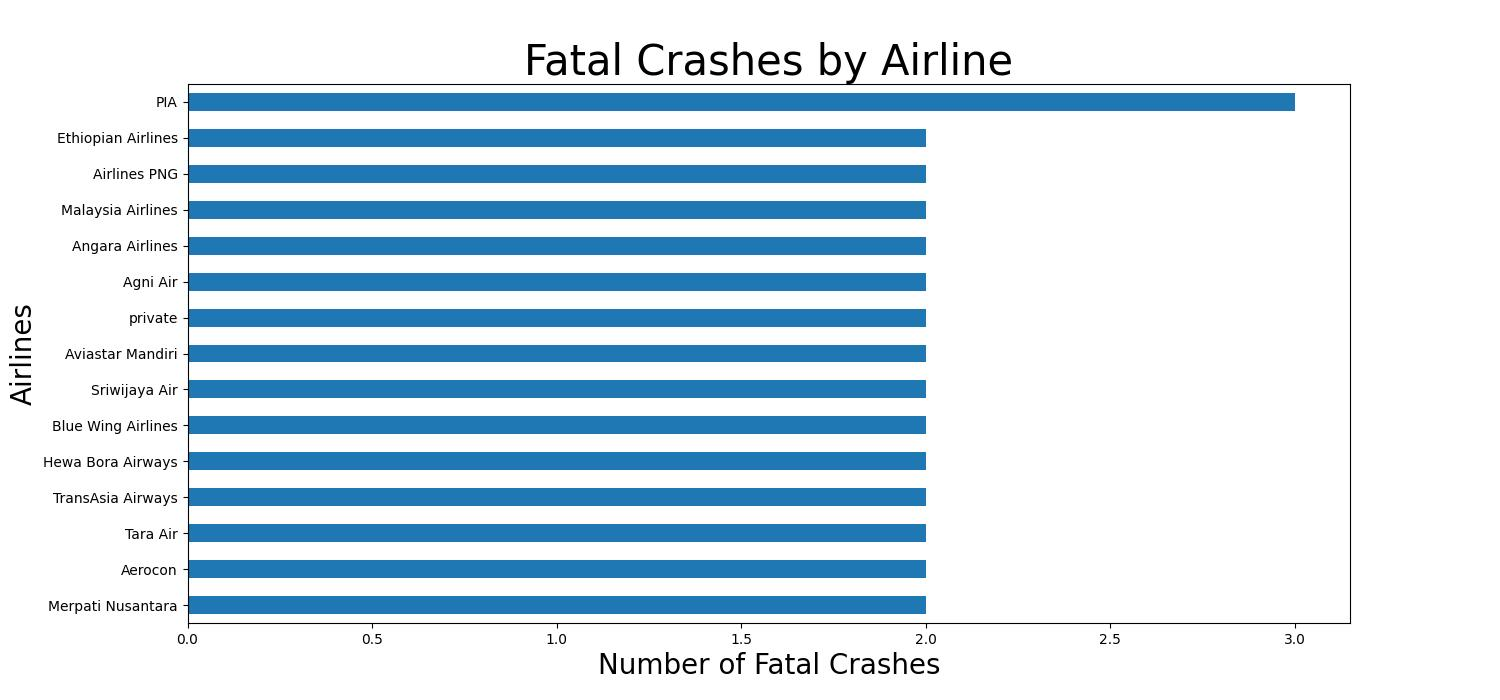 Fatal Crashes by Airline
PIA
Ethiopian Airlines
Airlines PNG
Malaysia Airlines
Angara Airlines
Agni Air
private
Aviastar Mandiri
Sriwijaya Air
Blue Wing Airlines
Hewa Bora Airways
TransAsia Airways
Tara Air
Aerocon
Merpati Nusantara
Airlines
0.0 0.5 1.0 1.5 2.0 2.5 3.0
Number of Fatal Crashes